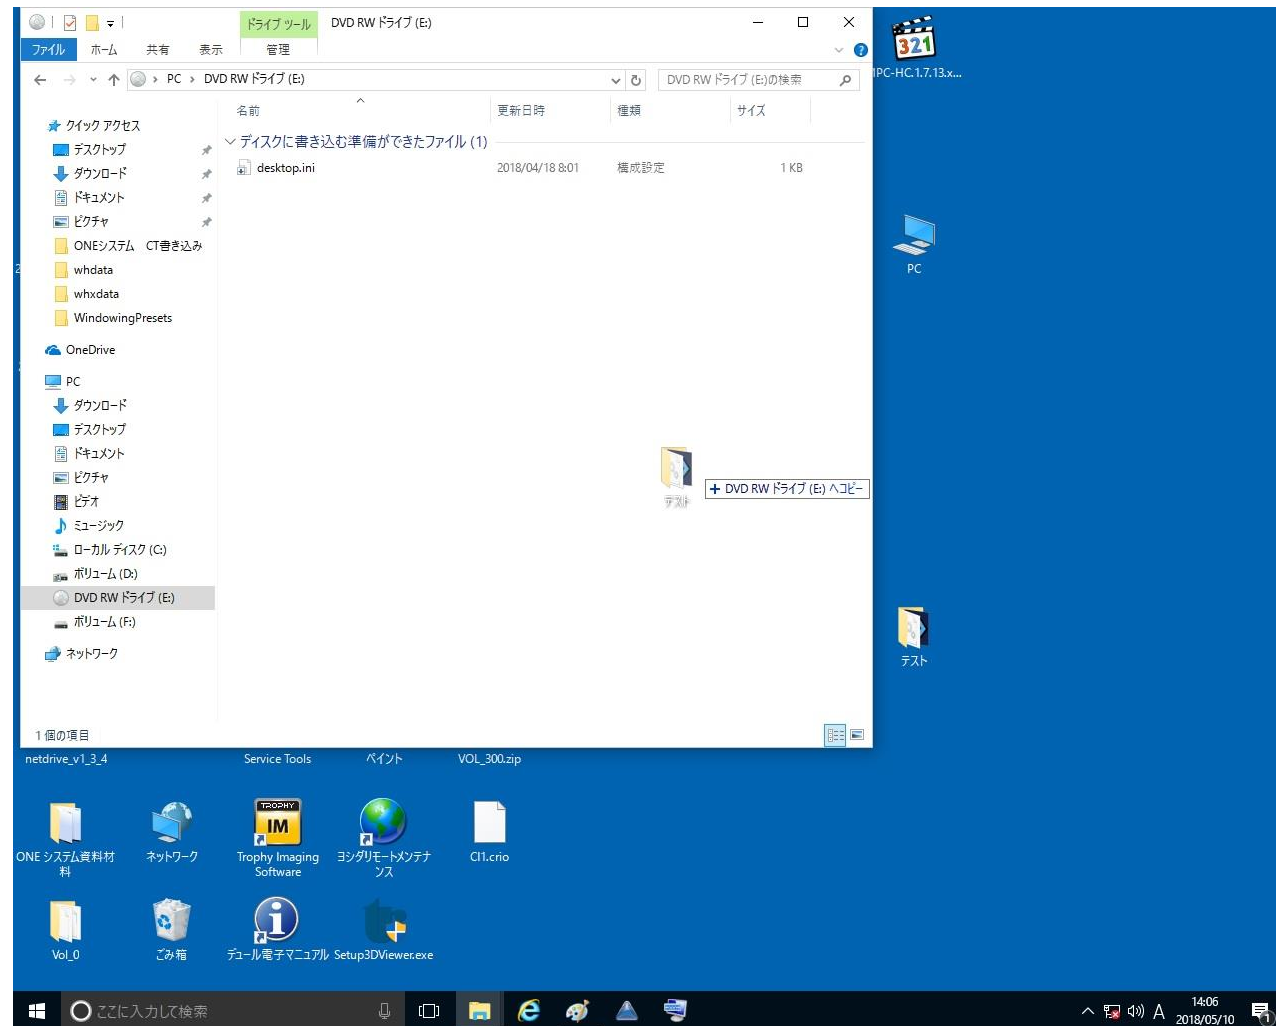 ドライブ ツール
DVD RW ドライブ (E:)
ファイル
ホーム
共有
表示
管理
PC
DVD RW ドライブ (E:)
DVD RW ドライブ (E:)の検索
名前
更新日時
種類
サイズ
ディスクに書き込む準備ができたファイル (1)
desktop.ini
2018/04/18 8:01
構成設定
1 KB
クイック アクセス
デスクトップ
ダウンロード
ドキュメント
ピクチャ
ONEシステム　CT書き込み
whdata
whxdata
WindowingPresets
OneDrive
PC
ダウンロード
デスクトップ
ドキュメント
ピクチャ
ビデオ
ミュージック
ローカル ディスク (C:)
ボリューム (D:)
DVD RW ドライブ (E:)
ボリューム (F:)
ネットワーク
テスト
+ DVD RW ドライブ (E:) へコピー
1 個の項目
321
PC-HC.1.7.13.x...
PC
テスト
netdrive_v1_3_4
Service Tools
ペイント
VOL_300.zip
TROPHY
IM
ONE システム資料材
料
ネットワーク
Trophy Imaging
Software
ヨシダリモートメンテナ
ンス
CI1.crio
Vol_0
ごみ箱
デュール電子マニュアル
Setup3DViewer.exe
ここに入力して検索
A
14:06
2018/05/10
1